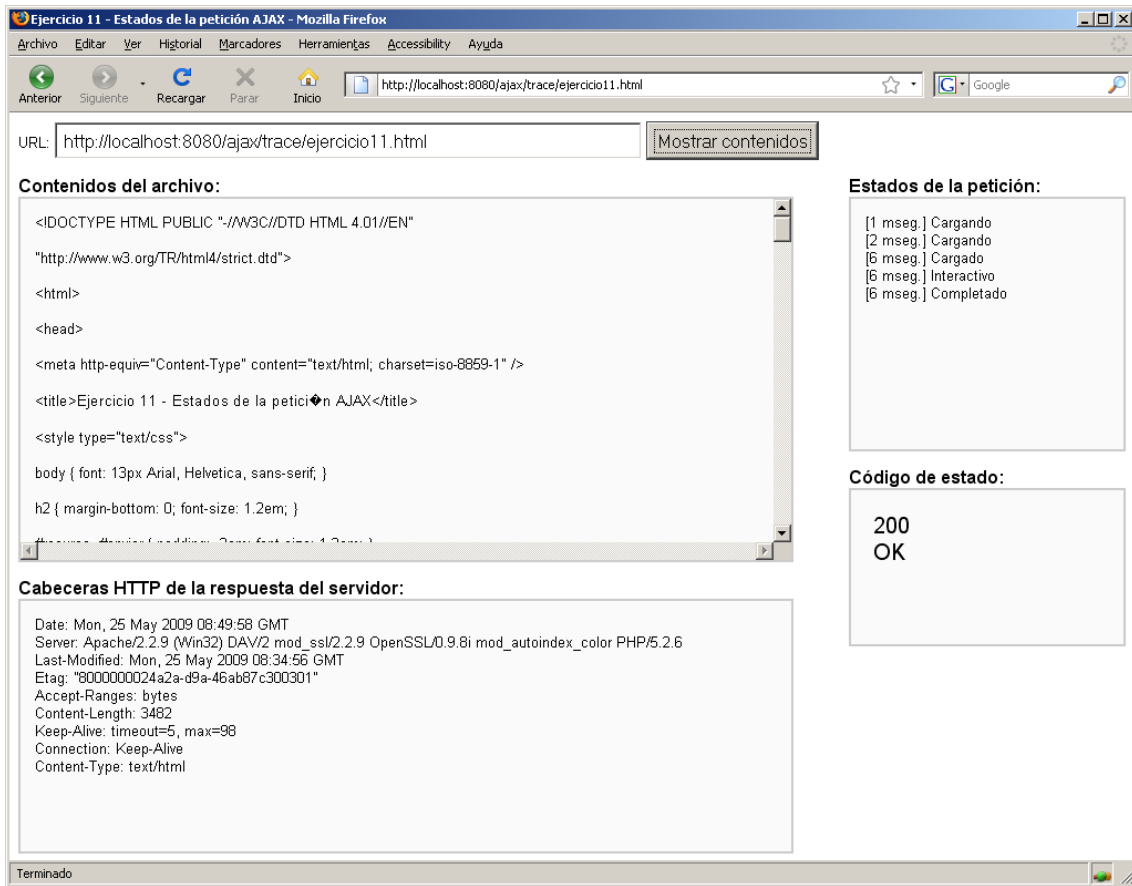 Ejercicio 11 - Estados de la petición AJAX - Mozilla Firefox
Archivo Editar Ver Historial Marcadores Herramientas Accessibility Ayuda
Anterior Siguiente Recargar Parar Inicio
http://localhost:8080/ajax/trace/ejercicio11.html
G Google
URL: http://localhost:8080/ajax/trace/ejercicio11.html Mostrar contenidos
Contenidos del archivo:
<!DOCTYPE HTML PUBLIC "-//W3C//DTD HTML 4.01//EN"
"http://www.w3.org/TR/html4/strict.dtd">
<html>
<head>
<meta http-equiv="Content-Type" content="text/html; charset=iso-8859-1" />
<title>Ejercicio 11 - Estados de la petici�n AJAX</title>
<style type="text/css">
body { font: 13px Arial, Helvetica, sans-serif; }
h2 { margin-bottom: 0; font-size: 1.2em; }
Estados de la petición:
[1 mseg.] Cargando
[2 mseg.] Cargando
[6 mseg.] Cargado
[6 mseg.] Interactivo
[6 mseg.] Completado
Código de estado:
200
OK
Cabeceras HTTP de la respuesta del servidor:
Date: Mon, 25 May 2009 08:49:58 GMT
Server: Apache/2.2.9 (Win32) DAV/2 mod_ssl/2.2.9 OpenSSL/0.9.8i mod_autoindex_color PHP/5.2.6
Last-Modified: Mon, 25 May 2009 08:34:56 GMT
Etag: "8000000024a2a-d9a-46ab87c300301"
Accept-Ranges: bytes
Content-Length: 3482
Keep-Alive: timeout=5, max=98
Connection: Keep-Alive
Content-Type: text/html
Terminado